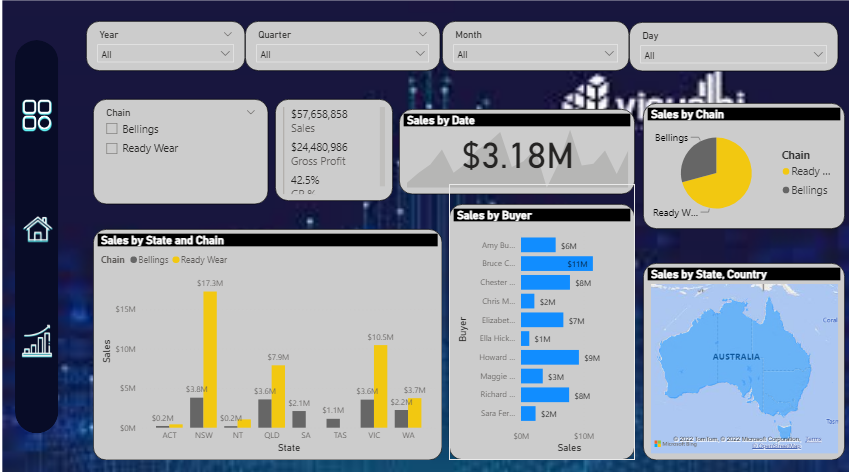 Year
All
Quarter
All
Month
All
Day
All
Chain
Bellings
Ready Wear
$57,658,858
Sales
$24,480,986
Gross Profit
42.5%
Sales by Date
$3.18M
Sales by Chain
Bellings
Ready W...
Chain
Ready ...
Bellings
Sales by State and Chain
Chain Bellings Ready Wear
Sales
$15M
$10M
$5M
$0M
$0.2M
$3.8M
$17.3M
$0.2M
$3.6M
$7.9M
$2.1M
$1.1M
$3.6M
$10.5M
$2.2M
$3.7M
ACT NSW NT QLD SA TAS VIC WA
State
Sales by Buyer
Buyer
Amy Bu... $6M
Bruce C... $11M
Chester ... $8M
Chris M... $2M
Elizabet... $7M
Ella Hick... $1M
Howard ... $9M
Maggie ... $3M
Richard ... $8M
Sara Fer... $2M
$0M $10M
Sales
Sales by State, Country
Coral
AUSTRALIA
Tasn
© 2022 TomTom, © 2022 Microsoft Corporation, Terms
Microsoft Bing © OpenStreetMap